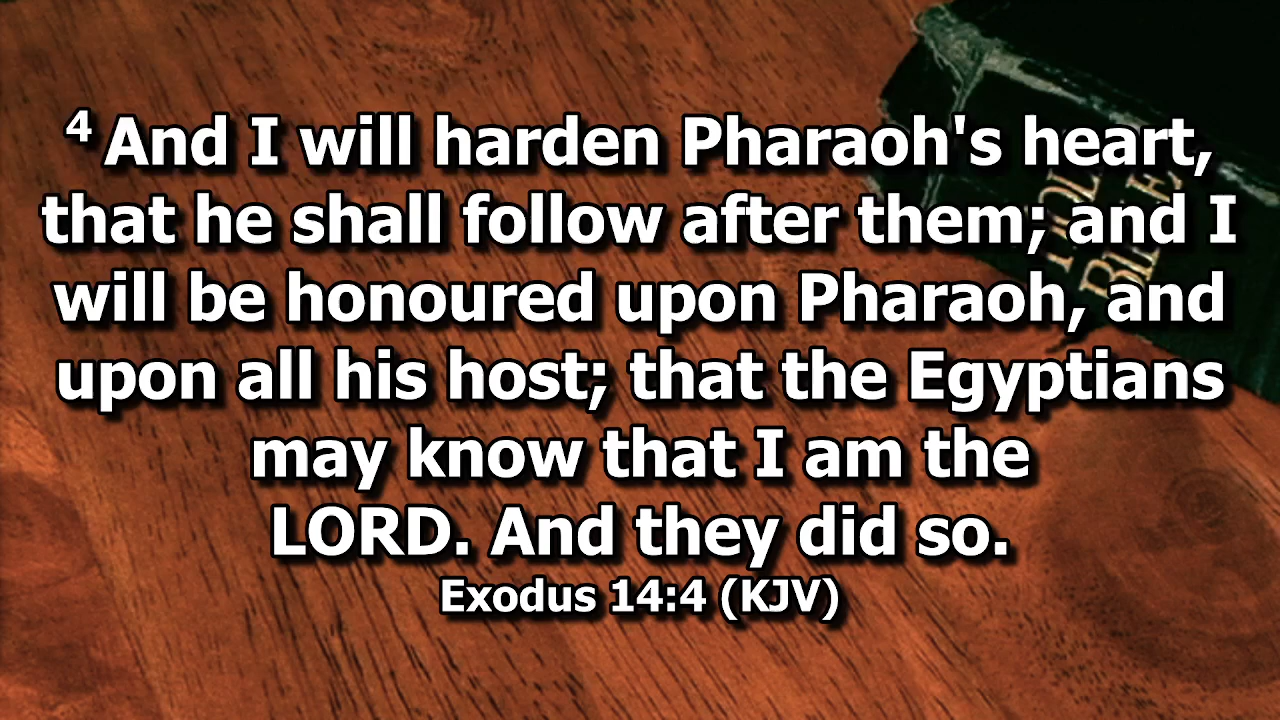 4 And I will harden Pharaoh's heart,
that he shall follow after them; and I
will be honoured upon Pharaoh, and
upon all his host; that the Egyptians
may know that I am the
LORD. And they did so.
Exodus 14:4 (KJV)
HOLY
BIBLE